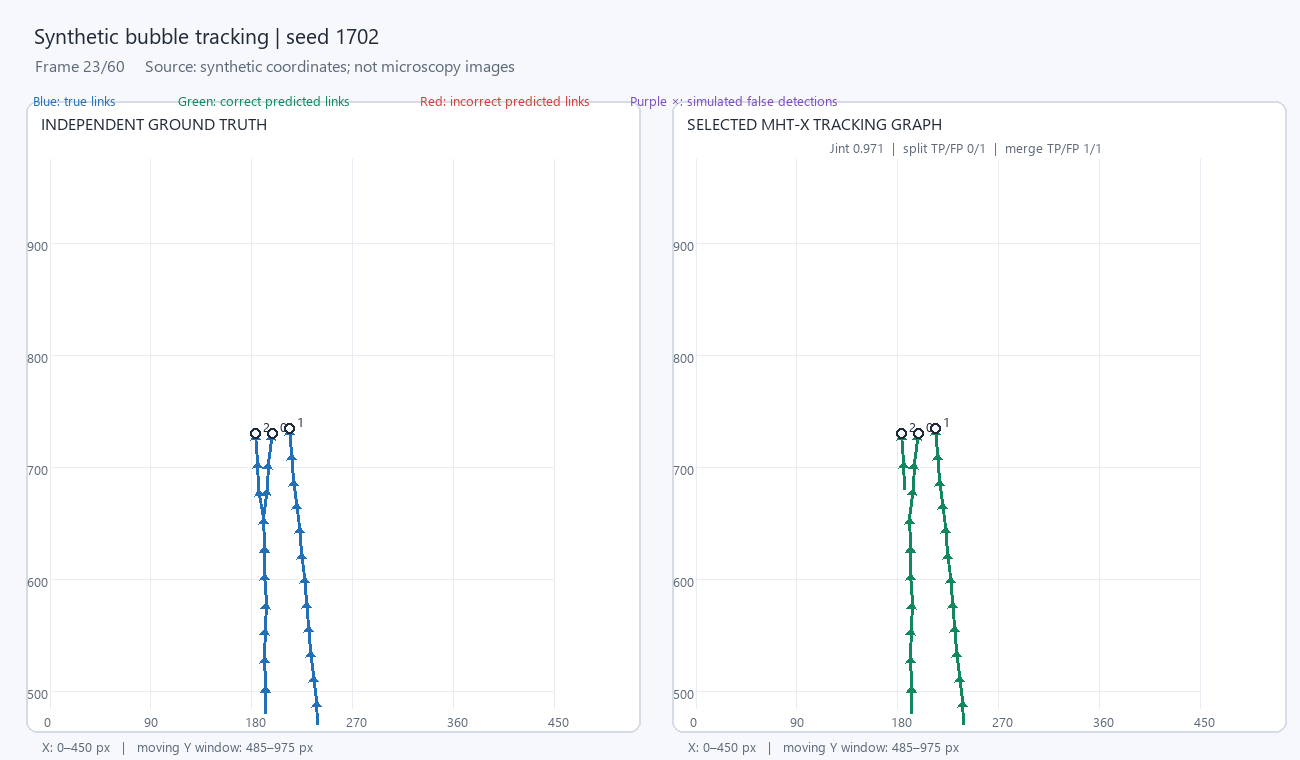 Synthetic bubble tracking | seed 1702
Frame 23/60 Source: synthetic coordinates; not microscopy images
Blue: true links Green: correct predicted links Red: incorrect predicted links Purple ×: simulated false detections
INDEPENDENT GROUND TRUTH
900
800
700
600
500
2 0 1
0 90 180 270 360 450
X: 0–450 px | moving Y window: 485–975 px
SELECTED MHT-X TRACKING GRAPH
Jint 0.971 | split TP/FP 0/1 | merge TP/FP 1/1
900
800
700
600
500
2 0 1
0 90 180 270 360 450
X: 0–450 px | moving Y window: 485–975 px